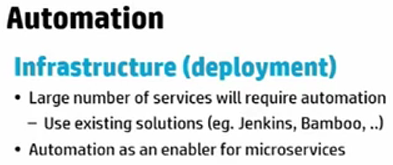 Automation
Infrastructure (deployment)
• Large number of services will require automation
– Use existing solutions (eg. Jenkins, Bamboo, ..)
• Automation as an enabler for microservices